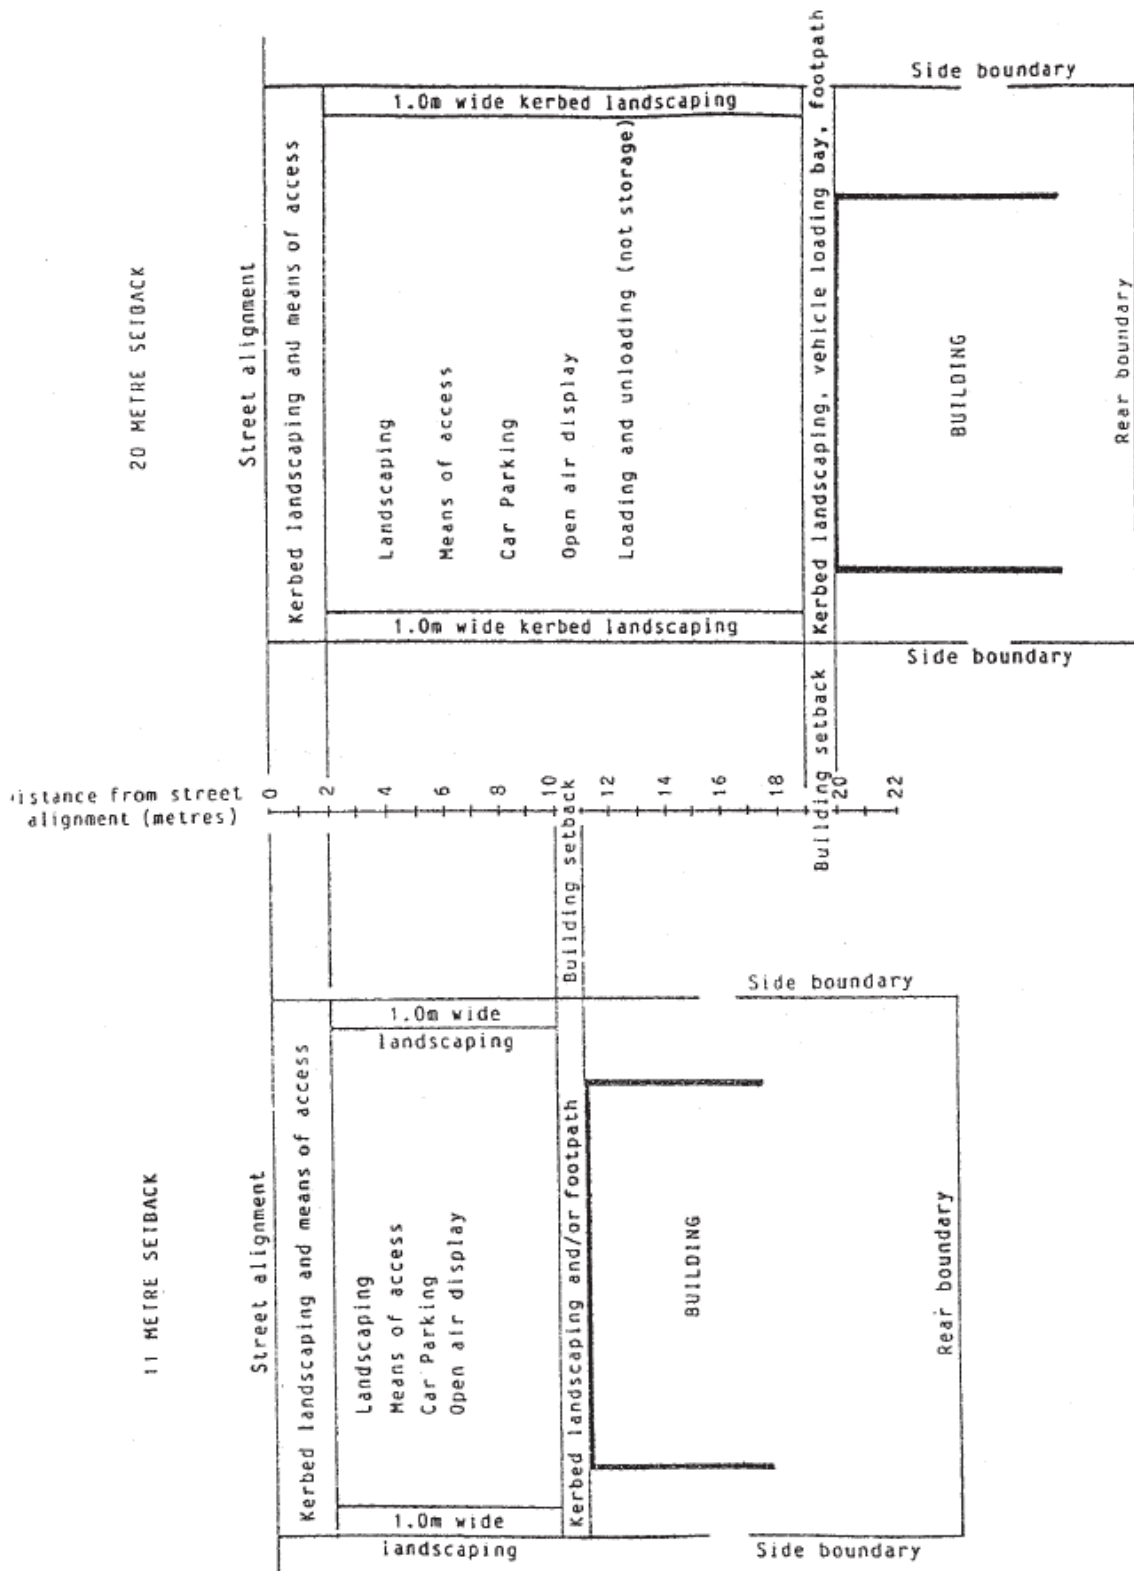 20 METRE SETBACK
Street alignment
Kerbed landscaping and means of access
1.0m wide kerbed landscaping
Landscaping
Means of access
Car Parking
Open air display
Loading and unloading (not storage)
1.0m wide kerbed landscaping
Kerbed landscaping, vehicle loading bay, footpath
Building setback
BUILDING
Side boundary
Side boundary
Rear boundary
istance from street
alignment (metres)
0
2
4
6
8
10
12
14
16
18
20
22
Building setback
11 METRE SETBACK
Street alignment
Kerbed landscaping and means of access
1.0m wide
landscaping
Landscaping
Means of access
Car Parking
Open air display
1.0m wide
landscaping
Kerbed landscaping and/or footpath
BUILDING
Side boundary
Side boundary
Rear boundary